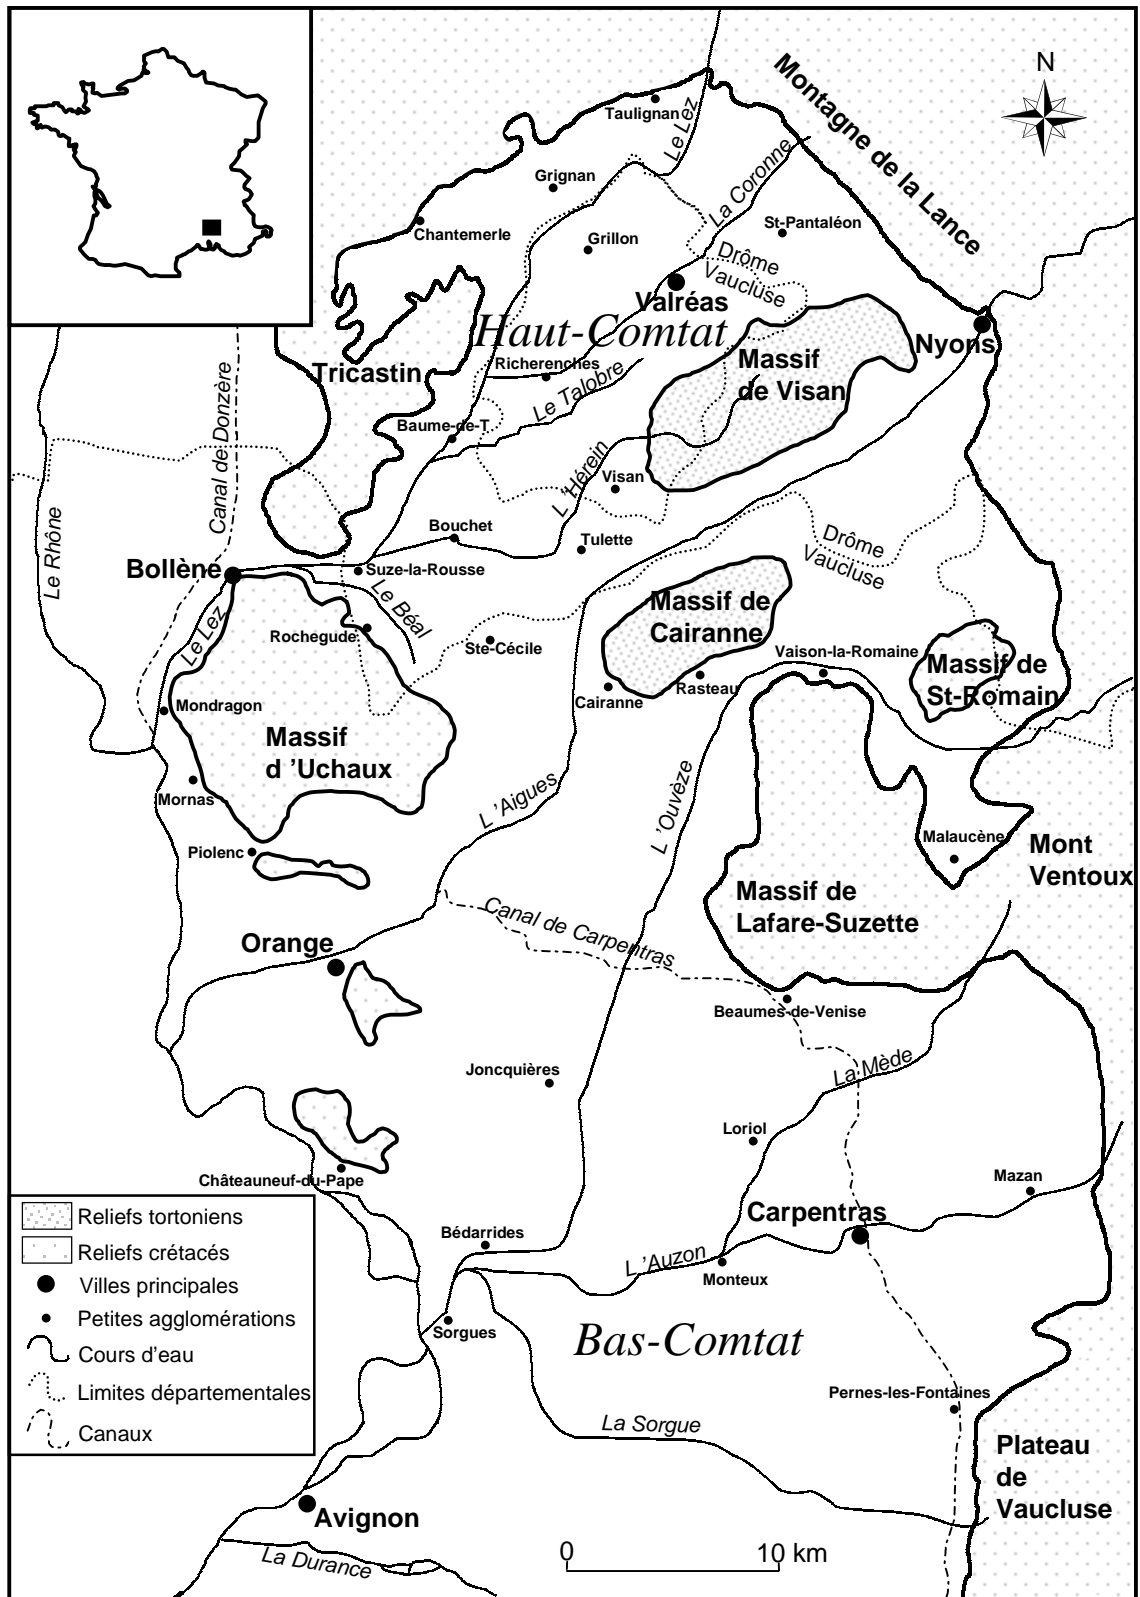 N
Montagne de la Lance
Taulignan
Le Lez
La Coronne
Grignan
St-Pantaléon
Chantemerle
Grillon
Drôme
Vaucluse
Valréas
Haut-Comtat
Nyons
Massif
de Visan
Tricastin
Richerenches
Le Talobre
Canal de Donzère
Baume-de-T.
L 'Hérein
Visan
Le Rhône
Bouchet
Tulette
Drôme
Vaucluse
Bollène
Suze-la-Rousse
Le Béal
Massif de
Cairanne
Le Lez
Rochegude
Ste-Cécile
Vaison-la-Romaine
Massif de
St-Romain
Rasteau
Cairanne
Mondragon
Massif
d 'Uchaux
Mornas
L 'Aigues
L 'Ouvèze
Piolenc
Malaucène
Mont
Ventoux
Massif de
Lafare-Suzette
Canal de Carpentras
Orange
Beaumes-de-Venise
Joncquières
La Mède
Loriol
Châteauneuf-du-Pape
Mazan
Carpentras
Bédarrides
L 'Auzon
Monteux
Sorgues
Bas-Comtat
Pernes-les-Fontaines
La Sorgue
Plateau
de
Vaucluse
Avignon
La Durance
0 10 km
Reliefs tortoniens
Reliefs crétacés
Villes principales
Petites agglomérations
Cours d'eau
Limites départementales
Canaux